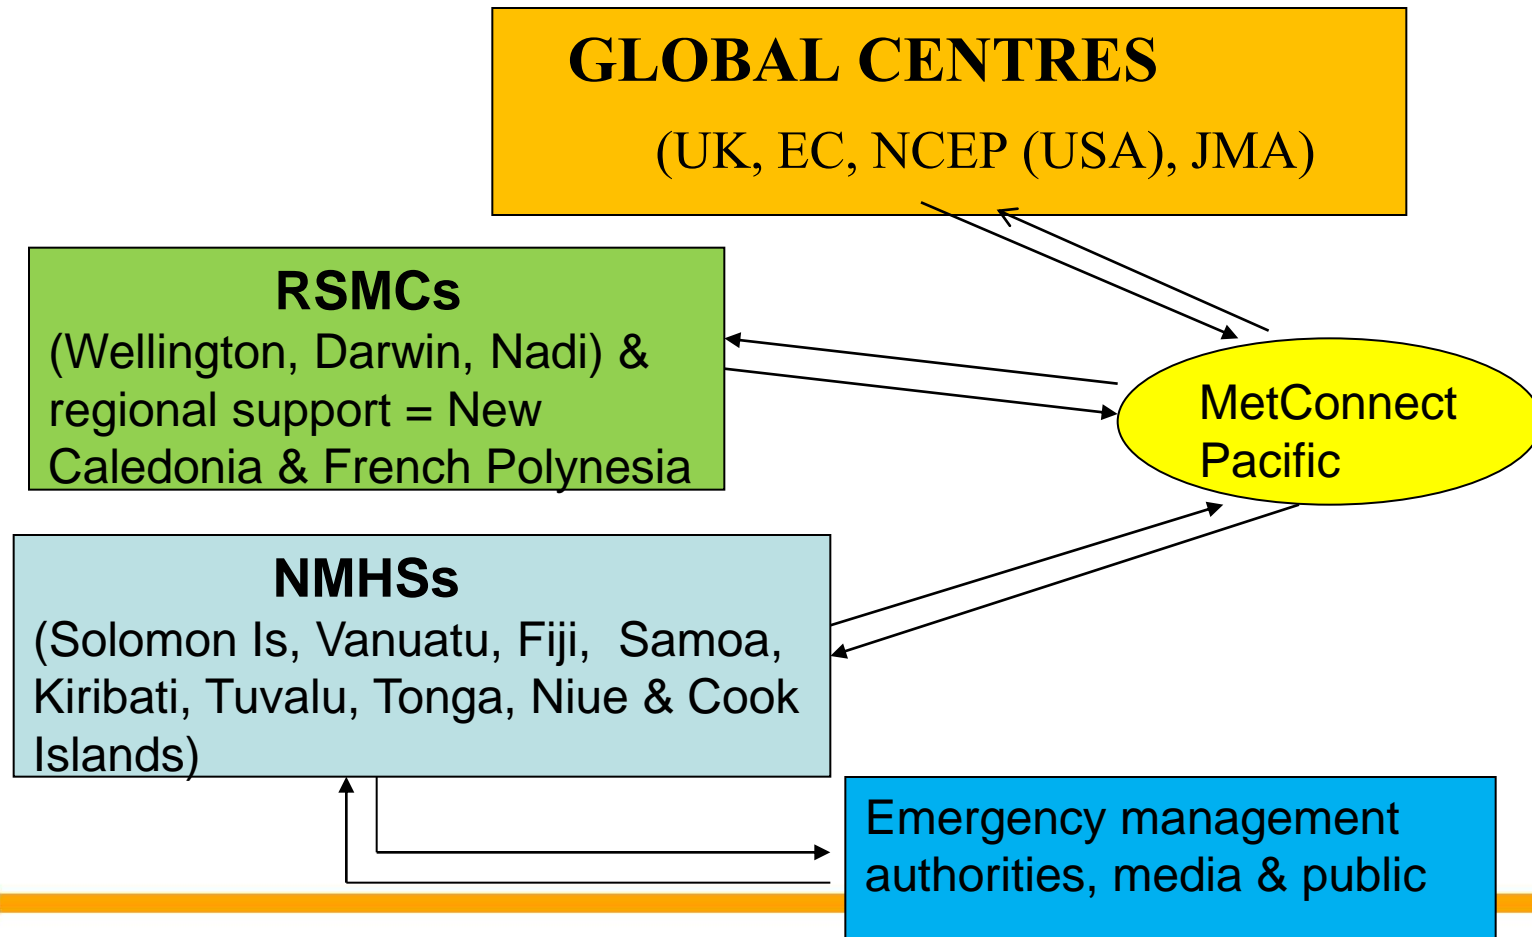 GLOBAL CENTRES
(UK, EC, NCEP (USA), JMA)
RSMCs
(Wellington, Darwin, Nadi) &
regional support = New
Caledonia & French Polynesia
MetConnect
Pacific
NMHSs
(Solomon Is, Vanuatu, Fiji,  Samoa,
Kiribati, Tuvalu, Tonga, Niue & Cook
Islands)
Emergency management
authorities, media & public